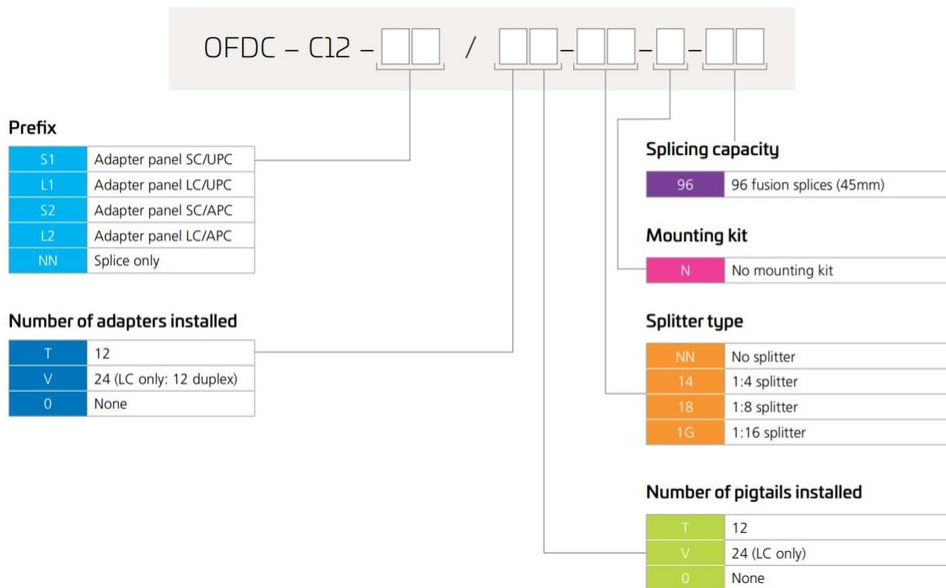 OFDC – C12 – / – – –
Prefix
S1 Adapter panel SC/UPC
L1 Adapter panel LC/UPC
S2 Adapter panel SC/APC
L2 Adapter panel LC/APC
NN Splice only
Number of adapters installed
T 12
V 24 (LC only: 12 duplex)
0 None
Splicing capacity
96 96 fusion splices (45mm)
Mounting kit
N No mounting kit
Splitter type
NN No splitter
14 1:4 splitter
18 1:8 splitter
1G 1:16 splitter
Number of pigtails installed
T 12
V 24 (LC only)
0 None